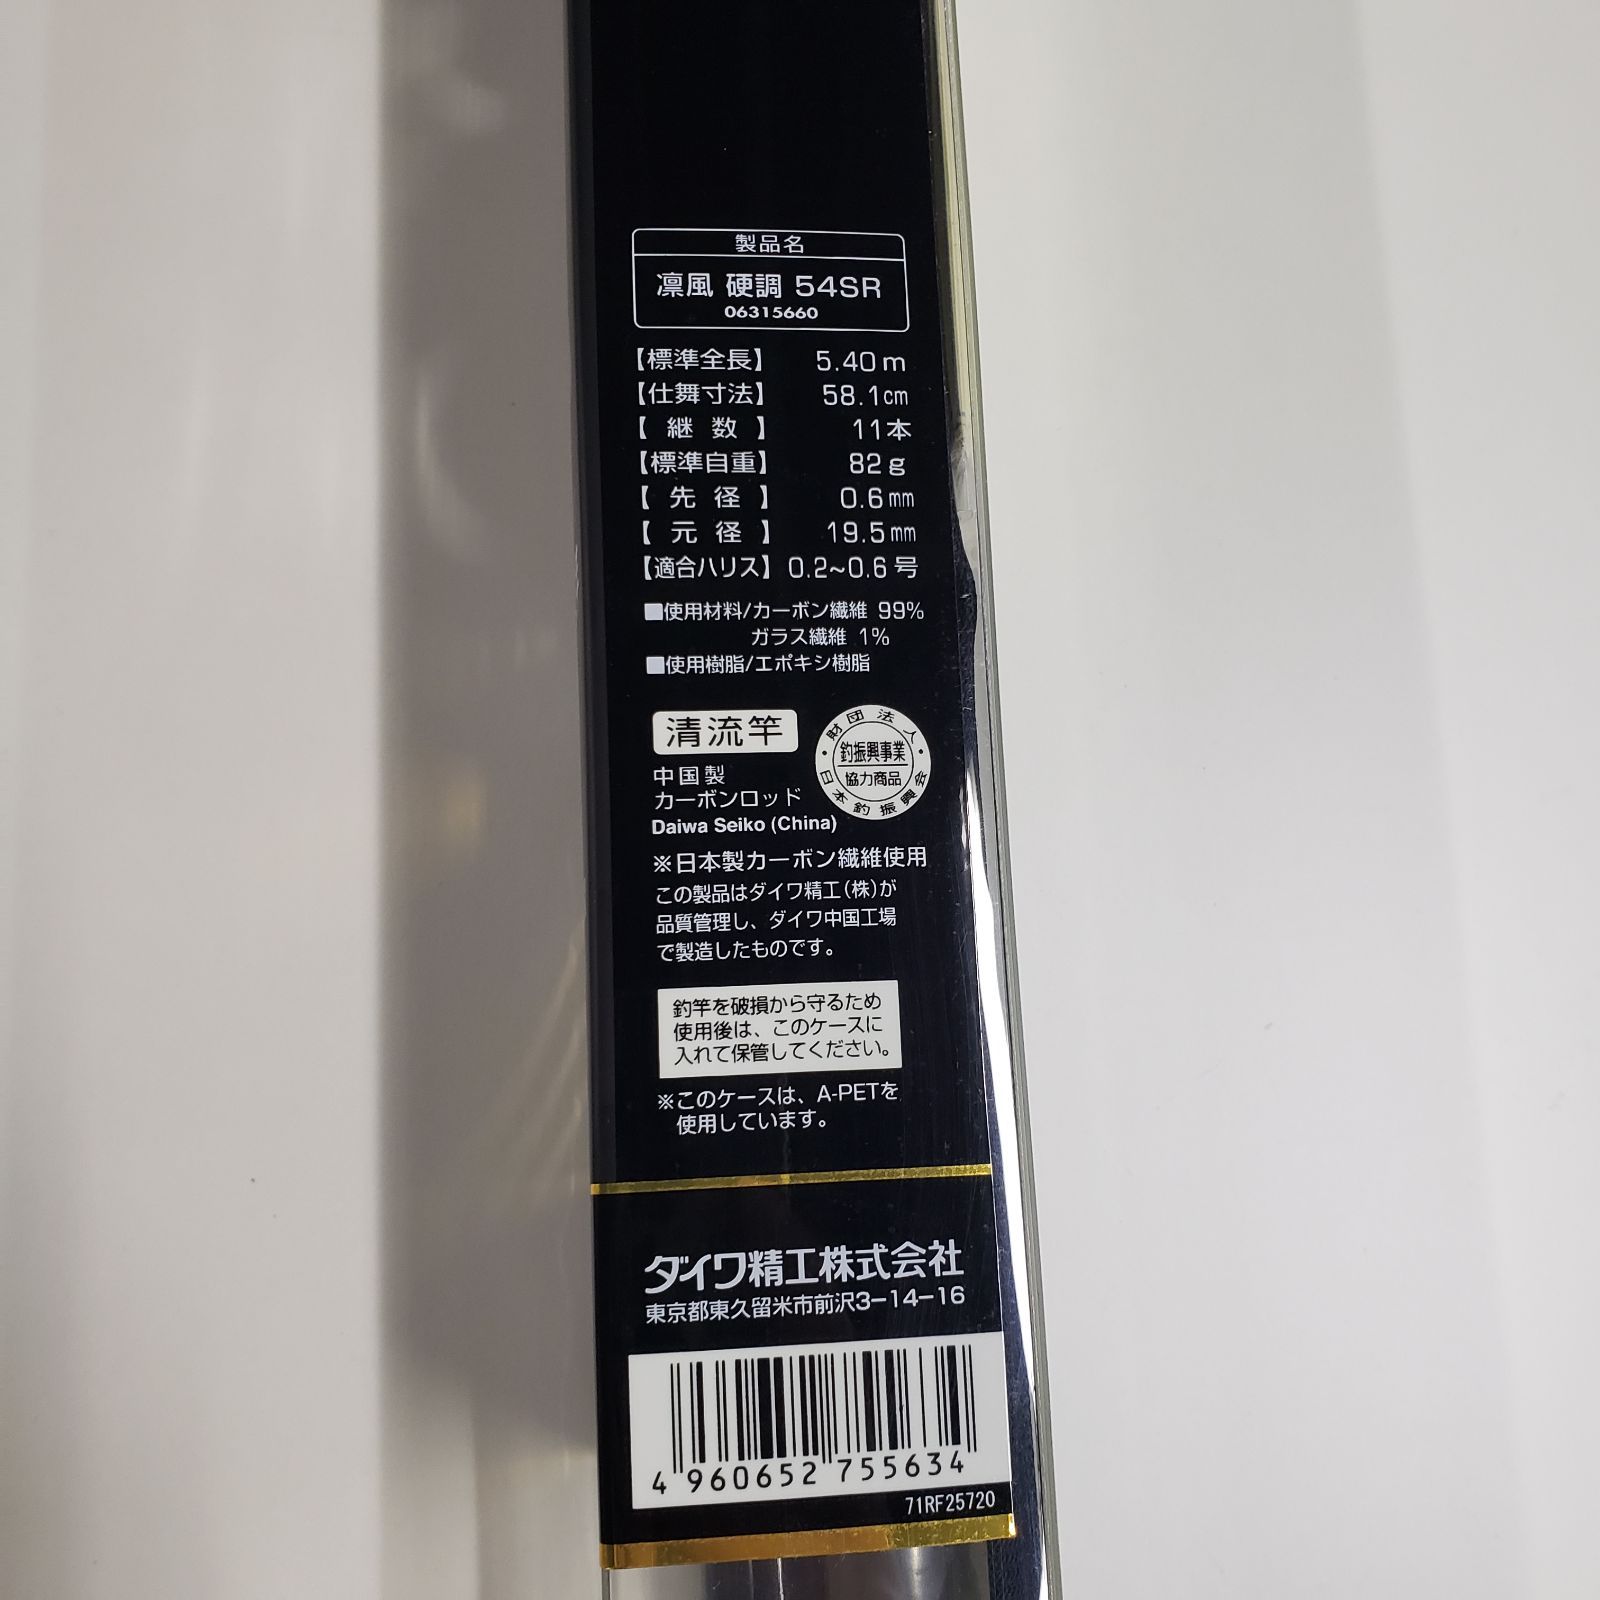 製品名
凛風 硬調 54SR
06315660
【標準全長】 5.40m
【仕舞寸法】 58.1cm
【継数】 11本
【標準自重】 82g
【先径】 0.6mm
【元径】 19.5mm
【適合ハリス】 0.2~0.6号
■使用材料/カーボン繊維 99%
ガラス繊維 1%
■使用樹脂/エポキシ樹脂
清流竿
財団法人
釣振興事業
協力商品
日本釣振興会
中国製
カーボンロッド
Daiwa Seiko (China)
※日本製カーボン繊維使用
この製品はダイワ精工(株)が
品質管理し、ダイワ中国工場
で製造したものです。
釣竿を破損から守るため
使用後は、このケースに
入れて保管してください。
※このケースは、A-PETを
使用しています。
ダイワ精工株式会社
東京都東久留米市前沢3-14-16
4 960652 755634
71RF25720